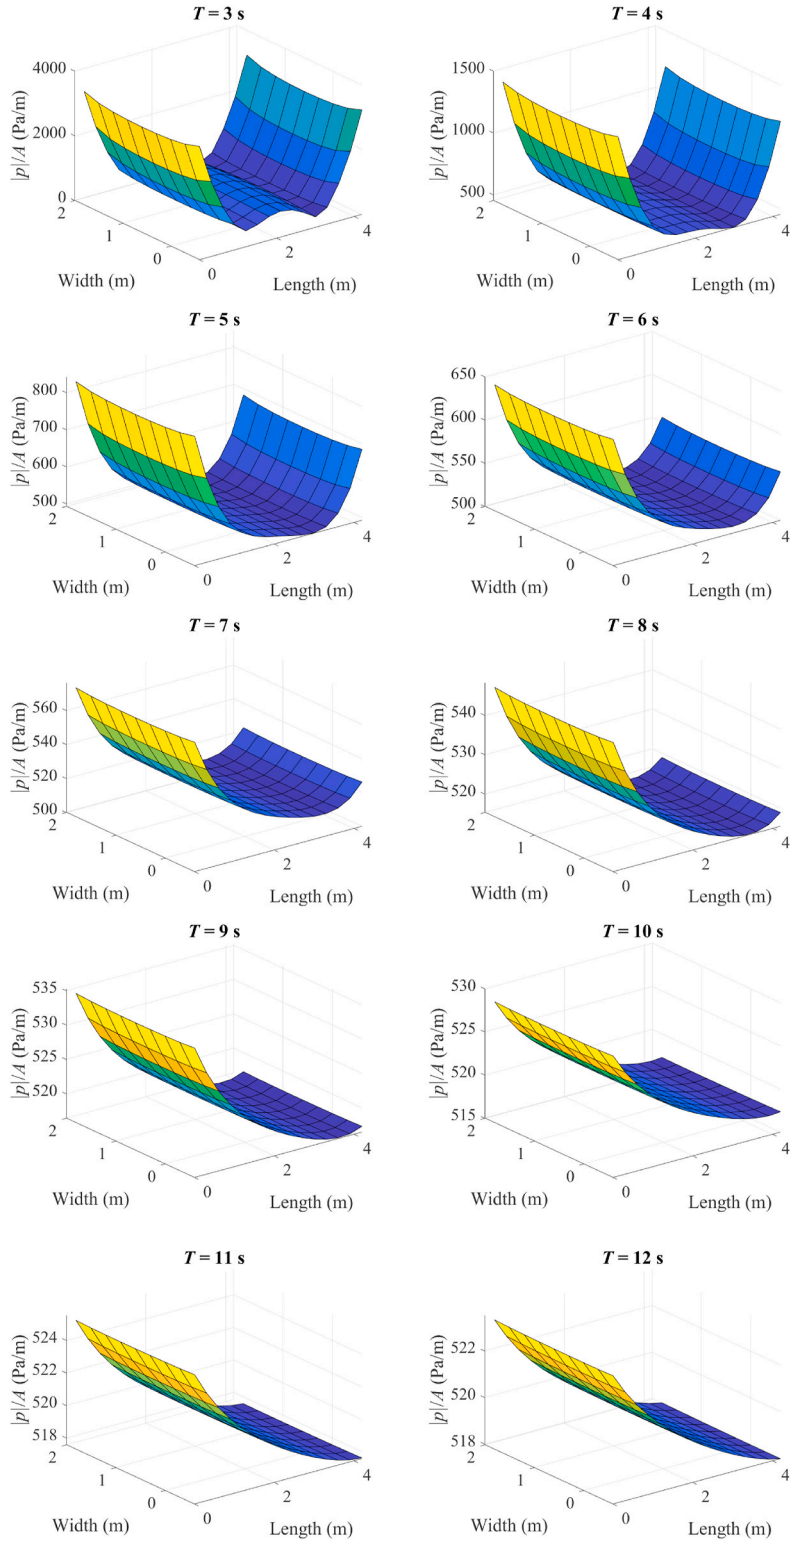 T = 3 s
4000
2000
0
|p|/A (Pa/m)
2
1
0
Width (m)
0
2
4
Length (m)
T = 4 s
1500
1000
500
|p|/A (Pa/m)
2
1
0
Width (m)
0
2
4
Length (m)
T = 5 s
800
700
600
500
|p|/A (Pa/m)
2
1
0
Width (m)
0
2
4
Length (m)
T = 6 s
650
600
550
500
|p|/A (Pa/m)
2
1
0
Width (m)
0
2
4
Length (m)
T = 7 s
560
540
520
500
|p|/A (Pa/m)
2
1
0
Width (m)
0
2
4
Length (m)
T = 8 s
540
530
520
|p|/A (Pa/m)
2
1
0
Width (m)
0
2
4
Length (m)
T = 9 s
535
530
525
520
|p|/A (Pa/m)
2
1
0
Width (m)
0
2
4
Length (m)
T = 10 s
530
525
520
515
|p|/A (Pa/m)
2
1
0
Width (m)
0
2
4
Length (m)
T = 11 s
524
522
520
518
|p|/A (Pa/m)
2
1
0
Width (m)
0
2
4
Length (m)
T = 12 s
522
520
518
|p|/A (Pa/m)
2
1
0
Width (m)
0
2
4
Length (m)